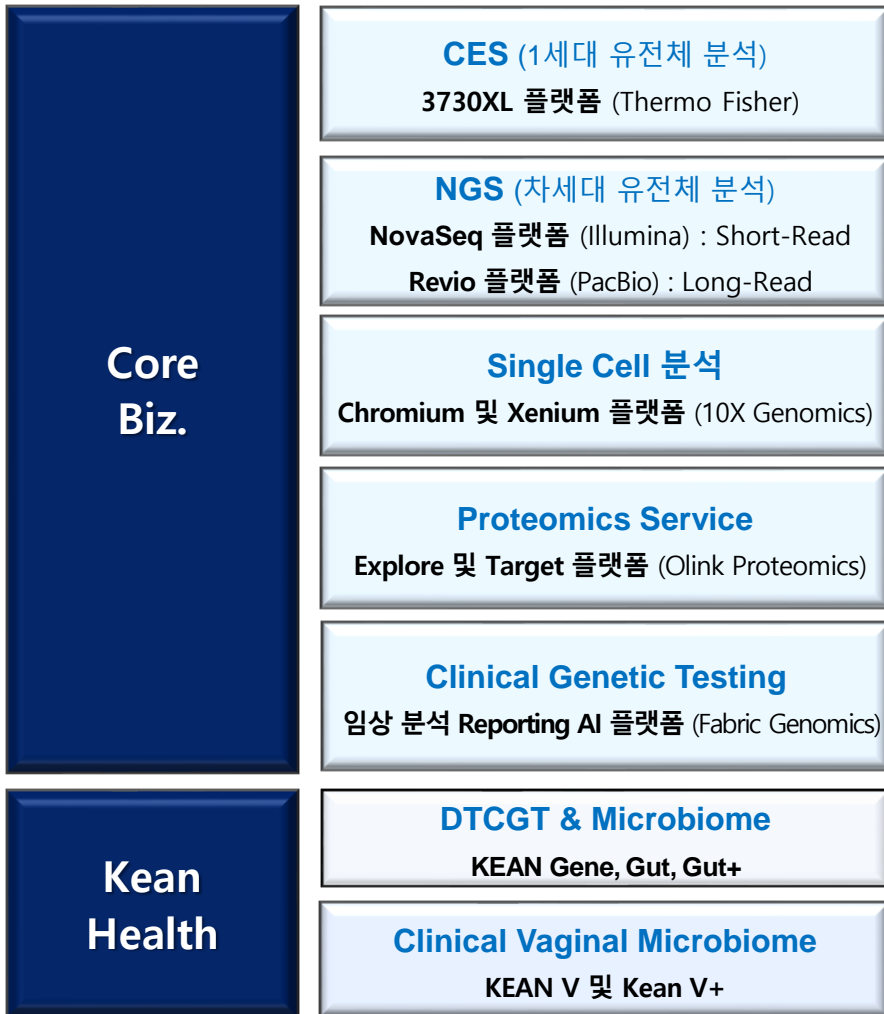 Core
Biz.
CES (1세대 유전체 분석)
3730XL 플랫폼 (Thermo Fisher)
NGS (차세대 유전체 분석)
NovaSeq 플랫폼 (Illumina) : Short-Read
Revio 플랫폼 (PacBio) : Long-Read
Single Cell 분석
Chromium 및 Xenium 플랫폼 (10X Genomics)
Proteomics Service
Explore 및 Target 플랫폼 (Olink Proteomics)
Clinical Genetic Testing
임상 분석 Reporting AI 플랫폼 (Fabric Genomics)
Kean
Health
DTCGT & Microbiome
KEAN Gene, Gut, Gut+
Clinical Vaginal Microbiome
KEAN V 및 Kean V+